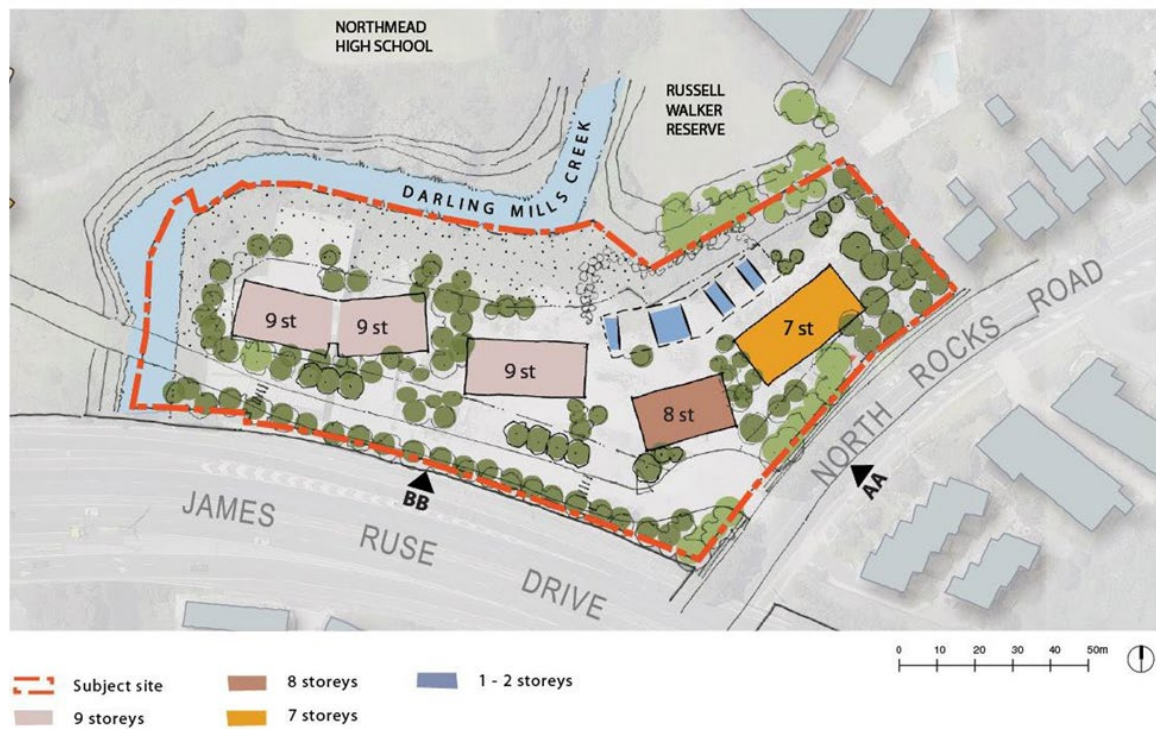 NORTHMEAD
HIGH SCHOOL
RUSSELL
WALKER
RESERVE
DARLING MILLS CREEK
9 st
9 st
9 st
7 st
8 st
NORTH ROCKS ROAD
AA
BB
JAMES RUSE DRIVE
0 10 20 30 40 50m
Subject site
8 storeys
1 - 2 storeys
9 storeys
7 storeys